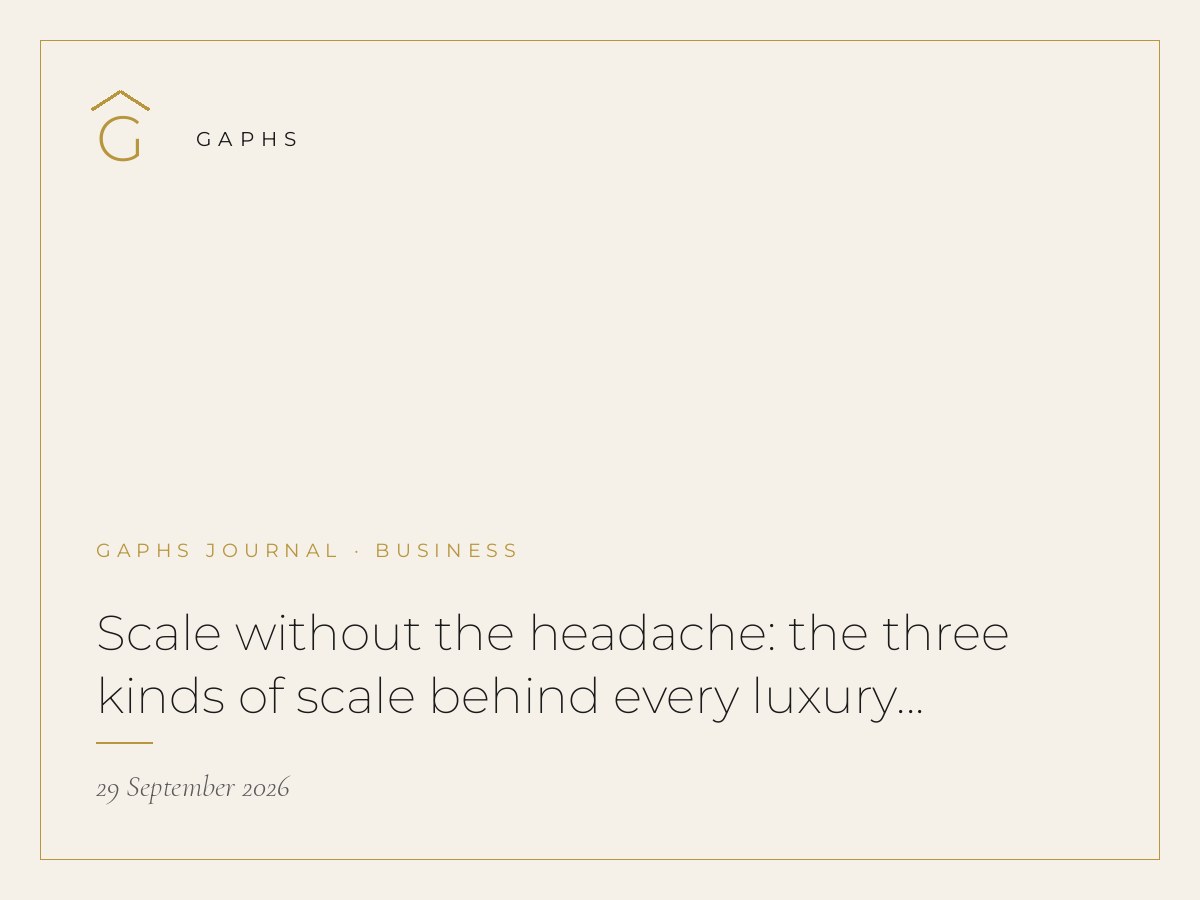 G
GAPHS
GAPHS JOURNAL · BUSINESS
Scale without the headache: the three
kinds of scale behind every luxury...
29 September 2026